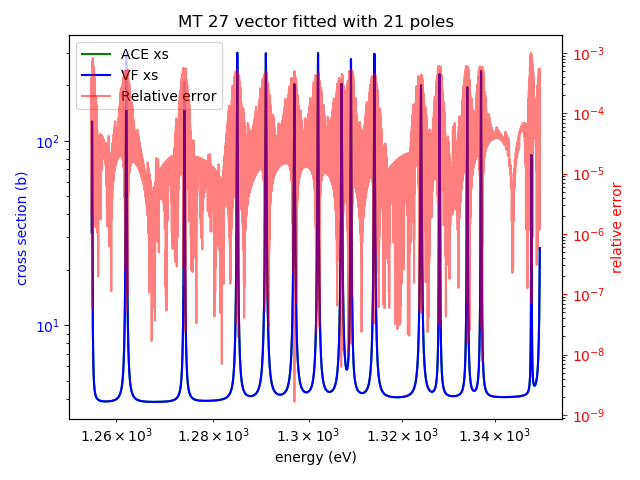 MT 27 vector fitted with 21 poles
ACE xs
VF xs
Relative error
cross section (b)
10²
10¹
relative error
10⁻³
10⁻⁴
10⁻⁵
10⁻⁶
10⁻⁷
10⁻⁸
10⁻⁹
1.26×10³ 1.28×10³ 1.3×10³ 1.32×10³ 1.34×10³
energy (eV)